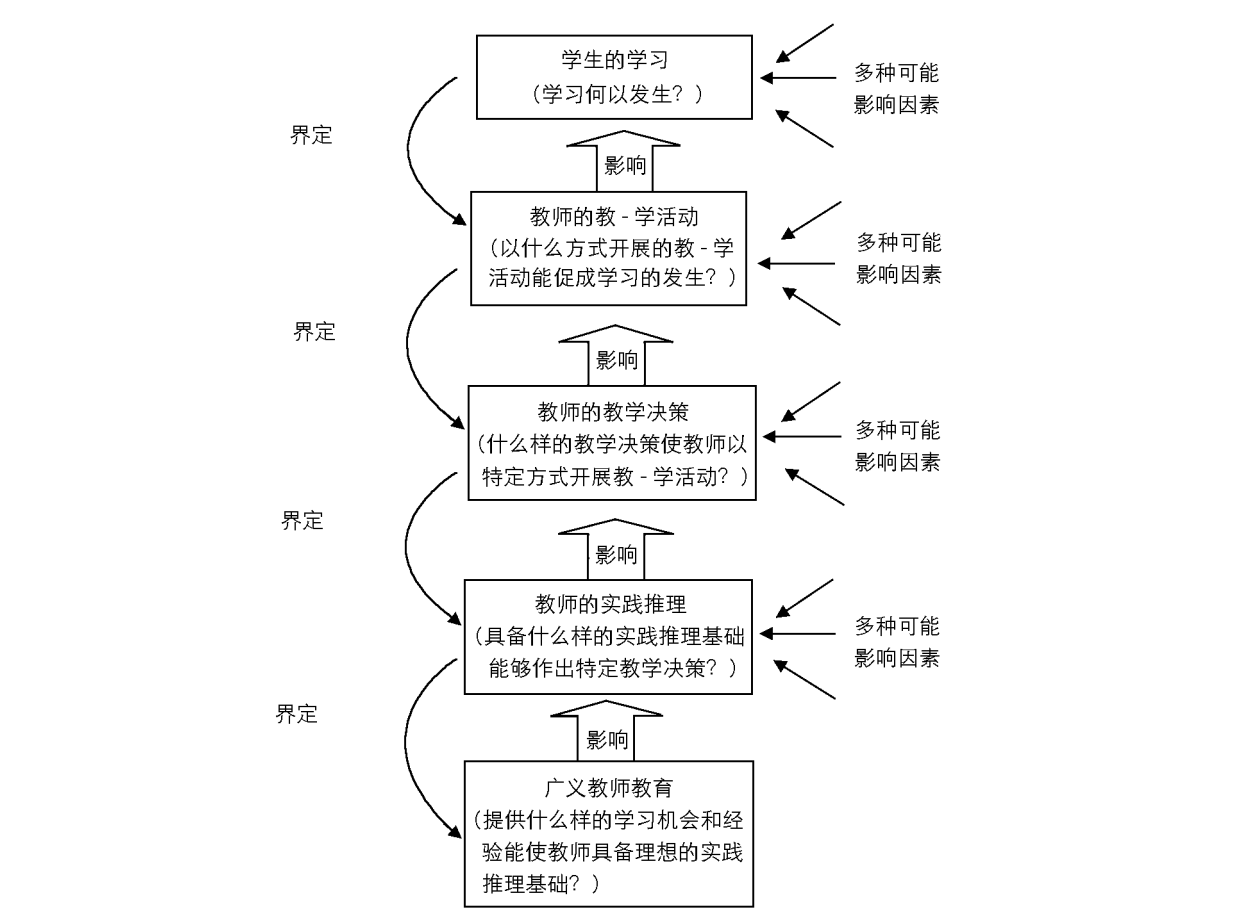 学生的学习
（学习何以发生？）
多种可能
影响因素
界定
影响
教师的教-学活动
（以什么方式开展的教-学
活动能促成学习的发生？）
多种可能
影响因素
界定
影响
教师的教学决策
（什么样的教学决策使教师以
特定方式开展教-学活动？）
多种可能
影响因素
界定
影响
教师的实践推理
（具备什么样的实践推理基础
能够作出特定教学决策？）
多种可能
影响因素
界定
影响
广义教师教育
（提供什么样的学习机会和经
验能使教师具备理想的实践
推理基础？）